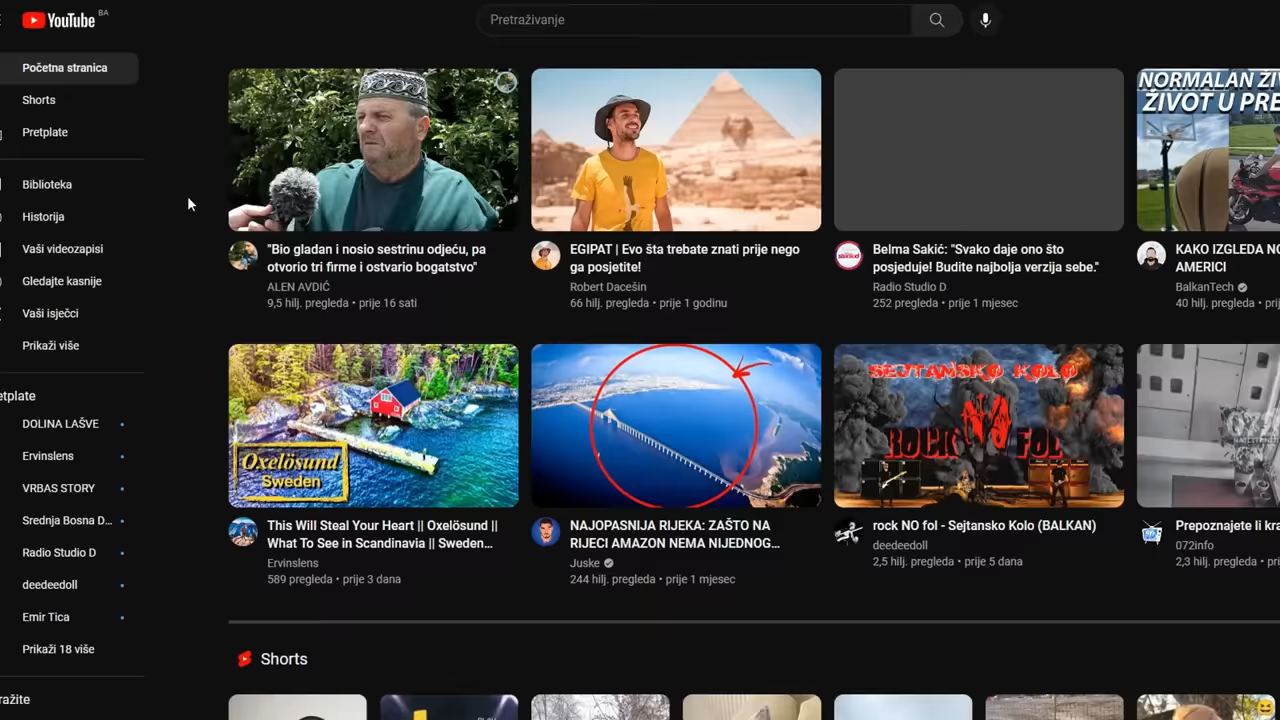 YouTube BA
Pretraživanje
Početna stranica
Shorts
Pretplate
Biblioteka
Historija
Vaši videozapisi
Gledajte kasnije
Vaši isječci
Prikaži više
etplate
DOLINA LAŠVE
Ervinslens
VRBAS STORY
Srednja Bosna D...
Radio Studio D
deedeedoll
Emir Tica
Prikaži 18 više
ražite
"Bio gladan i nosio sestrinu odjeću, pa
otvorio tri firme i ostvario bogatstvo"
ALEN AVDIĆ
9,5 hilj. pregleda • prije 16 sati
EGIPAT | Evo šta trebate znati prije nego
ga posjetite!
Robert Dacešin
66 hilj. pregleda • prije 1 godinu
Belma Sakić: "Svako daje ono što
posjeduje! Budite najbolja verzija sebe."
Radio Studio D
252 pregleda • prije 1 mjesec
NORMALAN ŽI
ŽIVOT U PRE
KAKO IZGLEDA NO
AMERICI
BalkanTech
40 hilj. pregleda • prij
Oxelösund
Sweden
This Will Steal Your Heart || Oxelösund ||
What To See in Scandinavia || Sweden...
Ervinslens
589 pregleda • prije 3 dana
NAJOPASNIJA RIJEKA: ZAŠTO NA
RIJECI AMAZON NEMA NIJEDNOG...
Juske
244 hilj. pregleda • prije 1 mjesec
SEJTANSKO KOLO
ROCK NO FOL
rock NO fol - Sejtansko Kolo (BALKAN)
deedeedoll
2,5 hilj. pregleda • prije 5 dana
Prepoznajete li kra
072info
2,3 hilj. pregleda • pri
Shorts